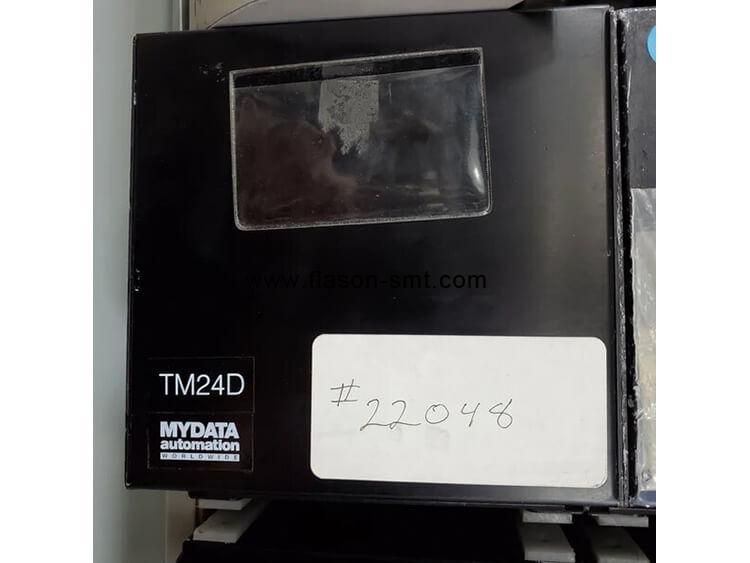 www.flason-smt.com
TM24D
# 22048
MYDATA
automation
WORLDWIDE